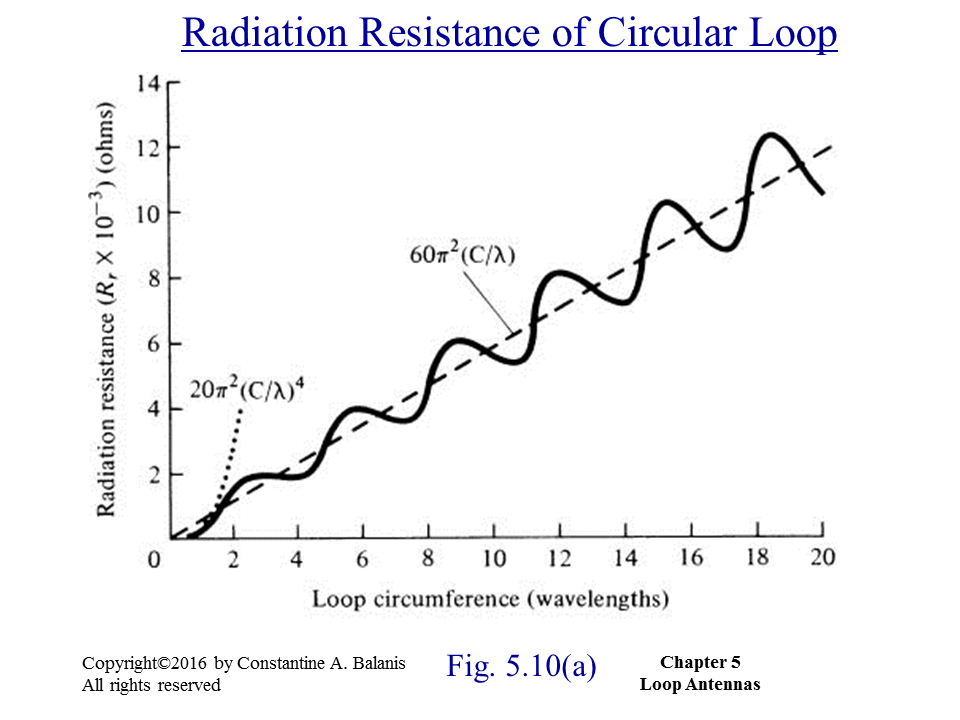 Radiation Resistance of Circular Loop
14
12
10
8
6
4
2
0
Radiation resistance (Rᵣ × 10⁻³) (ohms)
60π²(C/λ)
20π²(C/λ)⁴
2 4 6 8 10 12 14 16 18 20
Loop circumference (wavelengths)
Copyright©2016 by Constantine A. Balanis
All rights reserved
Fig. 5.10(a)
Chapter 5
Loop Antennas